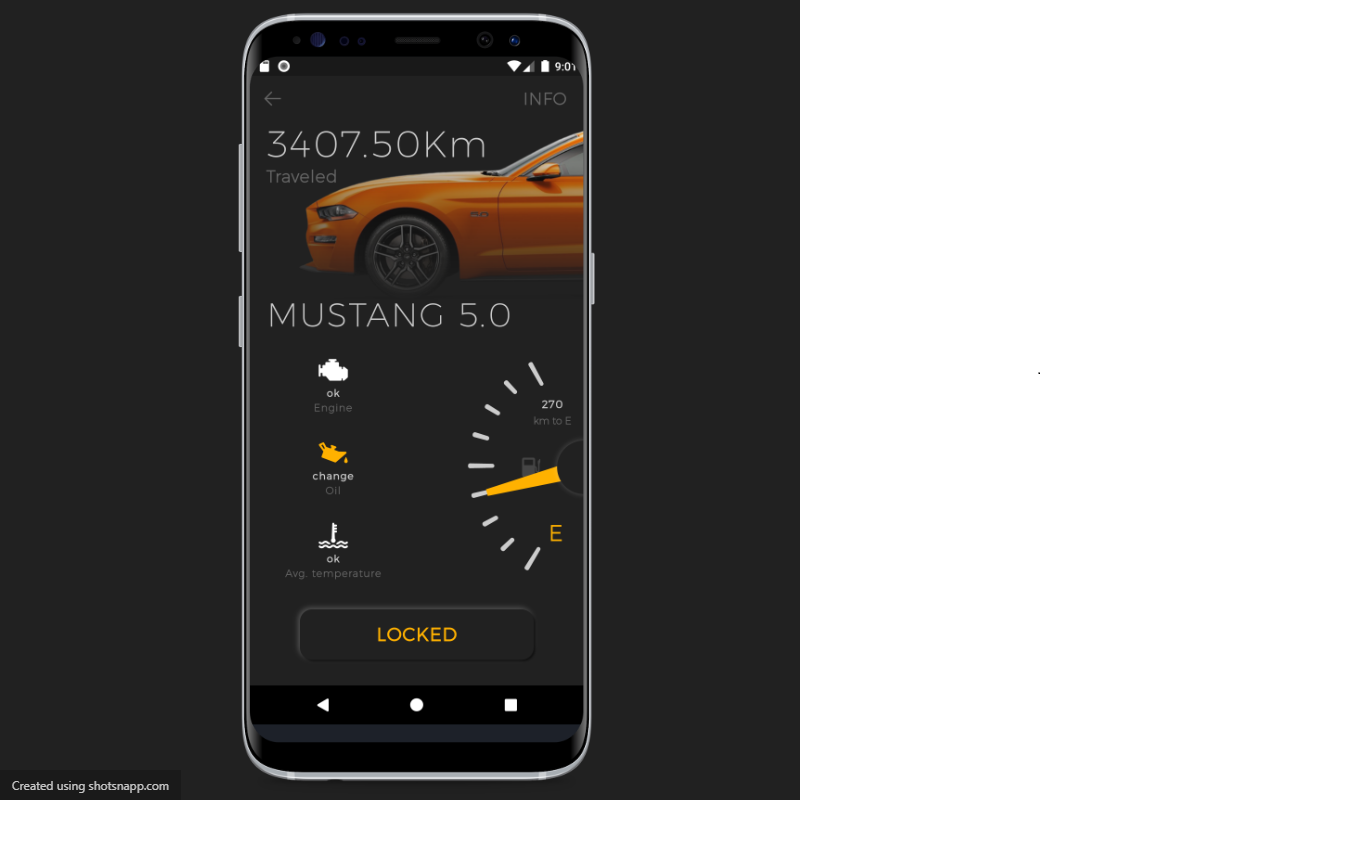 9:01
INFO
3407.50Km
Traveled
MUSTANG 5.0
ok
Engine
270
km to E
change
Oil
E
ok
Avg. temperature
LOCKED
Created using shotsnapp.com
.